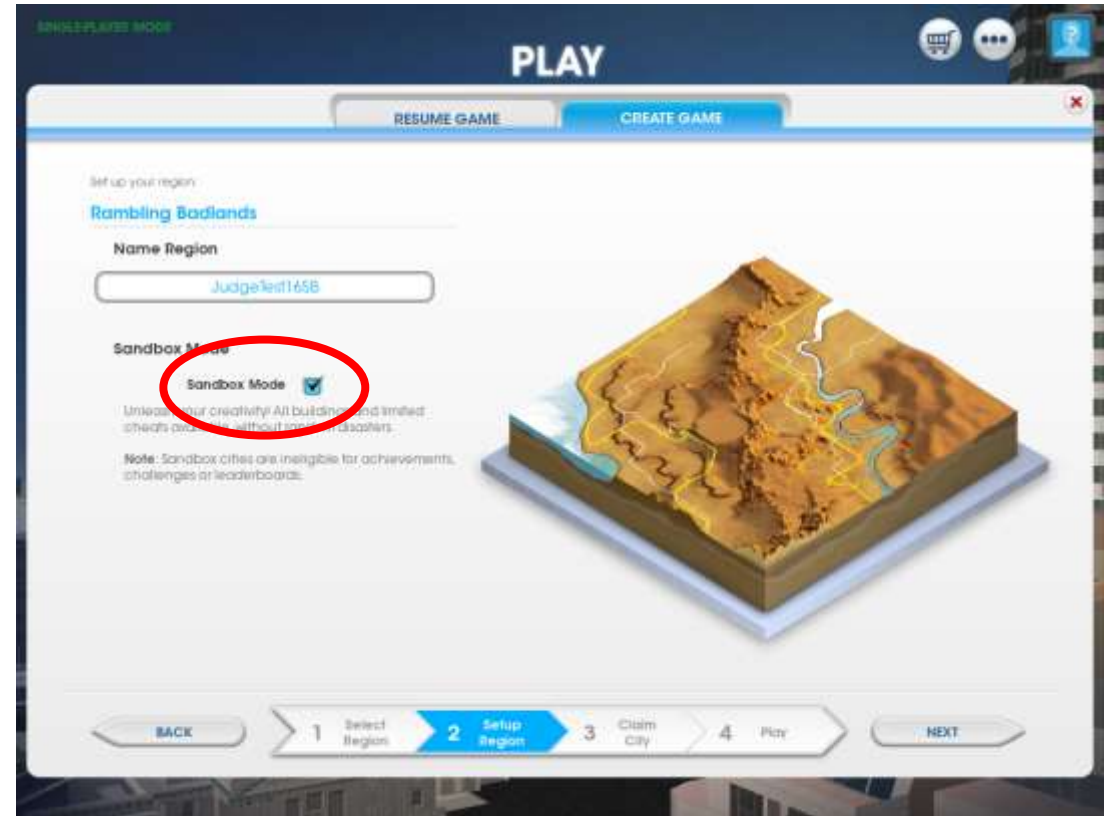 SINGLE-PLAYER MODE
PLAY
RESUME GAME
CREATE GAME
Set up your region:
Rambling Badlands
Name Region
JudgeTest165B
Sandbox Mode
Sandbox Mode
Unleash your creativity! All buildings and limited
cheats available, without random disasters.
Note: Sandbox cities are ineligible for achievements,
challenges or leaderboards.
BACK
1 Select Region
2 Setup Region
3 Claim City
4 Play
NEXT